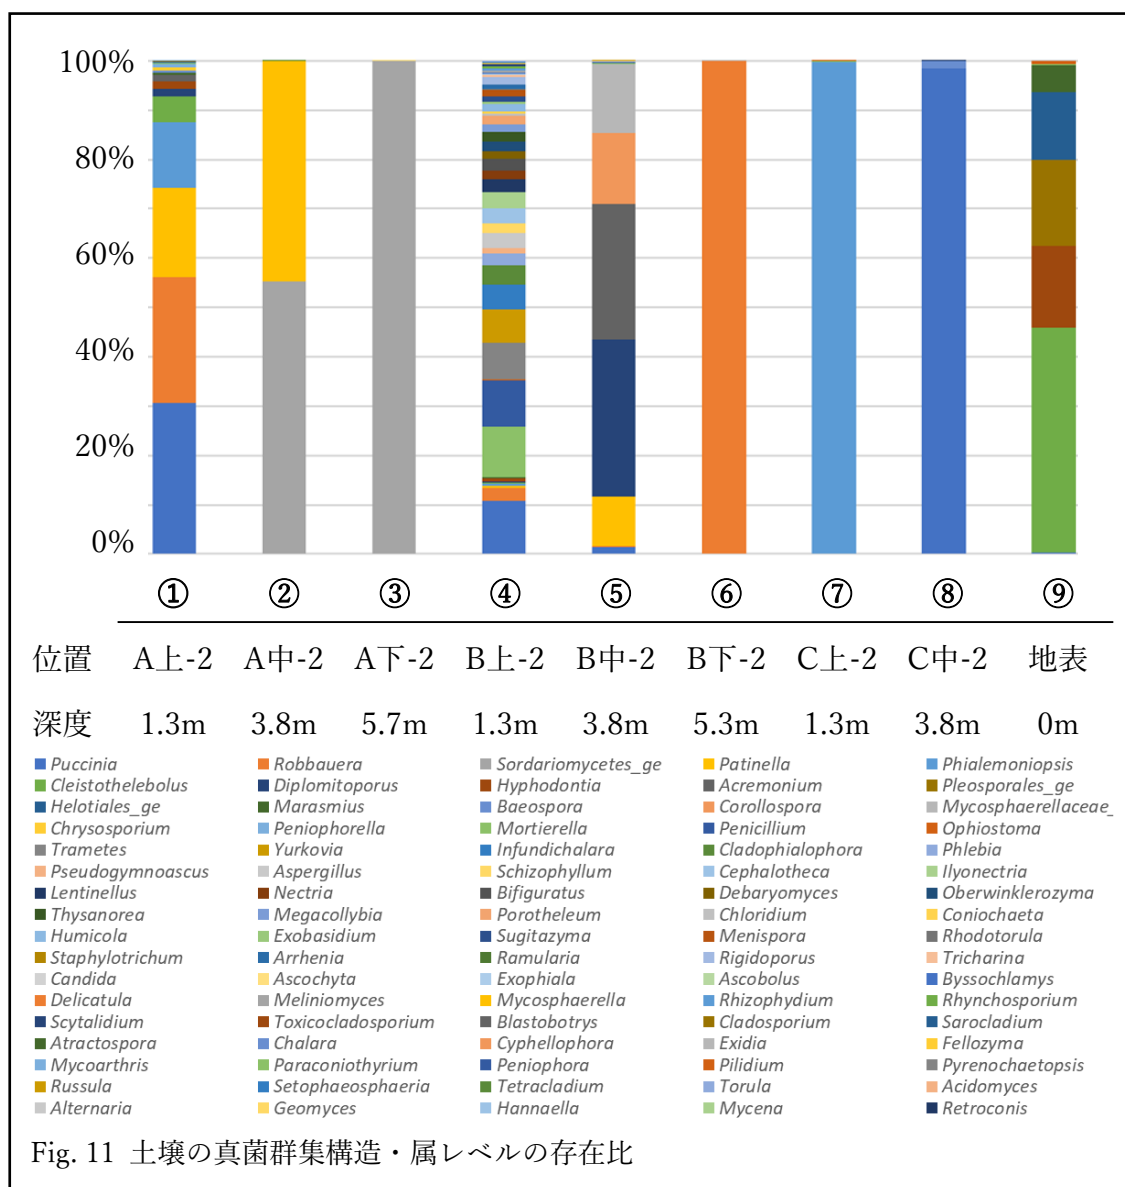 100%
80%
60%
40%
20%
0%
① ② ③ ④ ⑤ ⑥ ⑦ ⑧ ⑨
位置 A上-2 A中-2 A下-2 B上-2 B中-2 B下-2 C上-2 C中-2 地表
深度 1.3m 3.8m 5.7m 1.3m 3.8m 5.3m 1.3m 3.8m 0m
Puccinia Robbauera Sordariomycetes_ge Patinella Phialemoniopsis
Cleistothelebolus Diplomitoporus Hyphodontia Acremonium Pleosporales_ge
Helotiales_ge Marasmius Baeospora Corollospora Mycosphaerellaceae_
Chrysosporium Peniophorella Mortierella Penicillium Ophiostoma
Trametes Yurkovia Infundichalara Cladophialophora Phlebia
Pseudogymnoascus Aspergillus Schizophyllum Cephalotheca Ilyonectria
Lentinellus Nectria Bifiguratus Debaryomyces Oberwinklerozyma
Thysanorea Megacollybia Porotheleum Chloridium Coniochaeta
Humicola Exobasidium Sugitazyma Menispora Rhodotorula
Staphylotrichum Arrhenia Ramularia Rigidoporus Tricharina
Candida Ascochyta Exophiala Ascobolus Byssochlamys
Delicatula Meliniomyces Mycosphaerella Rhizophydium Rhynchosporium
Scytalidium Toxicocladosporium Blastobotrys Cladosporium Sarocladium
Atractospora Chalara Cyphellophora Exidia Fellozyma
Mycoarthris Paraconiothyrium Peniophora Pilidium Pyrenochaetopsis
Russula Setophaeosphaeria Tetracladium Torula Acidomyces
Alternaria Geomyces Hannaella Mycena Retroconis
Fig. 11 土壌の真菌群集構造・属レベルの存在比